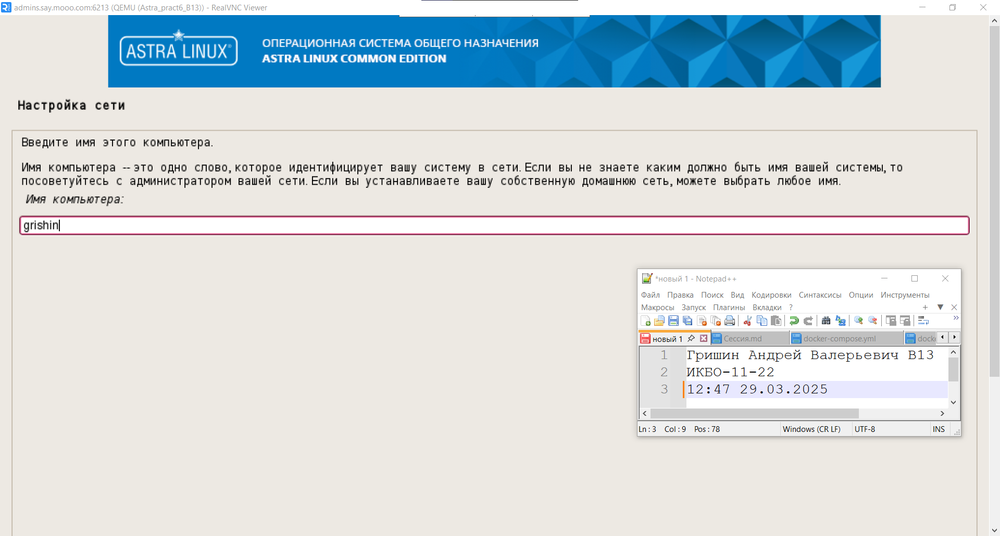 admins.say.mooo.com:6213 (QEMU (Astra_pract6_B13)) - RealVNC Viewer
ASTRA LINUX®
ОПЕРАЦИОННАЯ СИСТЕМА ОБЩЕГО НАЗНАЧЕНИЯ
ASTRA LINUX COMMON EDITION
Настройка сети
Введите имя этого компьютера.
Имя компьютера -- это одно слово, которое идентифицирует вашу систему в сети. Если вы не знаете каким должно быть имя вашей системы, то
посоветуйтесь с администратором вашей сети. Если вы устанавливаете вашу собственную домашнюю сеть, можете выбрать любое имя.
Имя компьютера:
grishin
*новый 1 - Notepad++
Файл Правка Поиск Вид Кодировки Синтаксисы Опции Инструменты
Макросы Запуск Плагины Вкладки ?
новый 1 Сессия.md docker-compose.yml docke
1 Гришин Андрей Валерьевич В13
2 ИКБО-11-22
3 12:47 29.03.2025
Ln : 3 Col : 9 Pos : 78 Windows (CR LF) UTF-8 INS